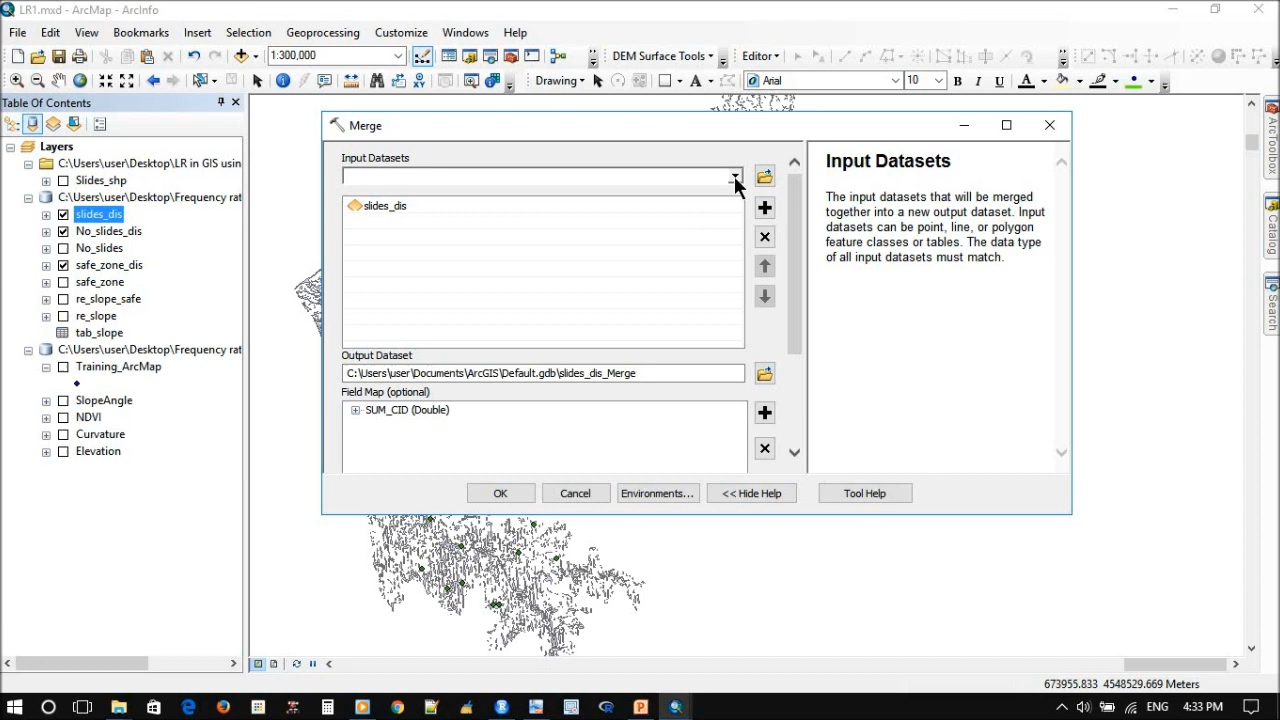 LR1.mxd - ArcMap - ArcInfo
File Edit View Bookmarks Insert Selection Geoprocessing Customize Windows Help
1:300,000
DEM Surface Tools
Editor
Drawing
A
Arial
10
B I U A
Table Of Contents
Layers
C:\Users\user\Desktop\LR in GIS using
Slides_shp
C:\Users\user\Desktop\Frequency rat
slides_dis
No_slides_dis
No_slides
safe_zone_dis
safe_zone
re_slope_safe
re_slope
tab_slope
C:\Users\user\Desktop\Frequency rat
Training_ArcMap
SlopeAngle
NDVI
Curvature
Elevation
Merge
Input Datasets
slides_dis
Output Dataset
C:\Users\user\Documents\ArcGIS\Default.gdb\slides_dis_Merge
Field Map (optional)
SUM_CID (Double)
OK
Cancel
Environments...
<< Hide Help
Tool Help
Input Datasets
The input datasets that will be merged
together into a new output dataset. Input
datasets can be point, line, or polygon
feature classes or tables. The data type
of all input datasets must match.
ArcToolbox
Catalog
Search
673955.833 4548529.669 Meters
ENG
4:33 PM